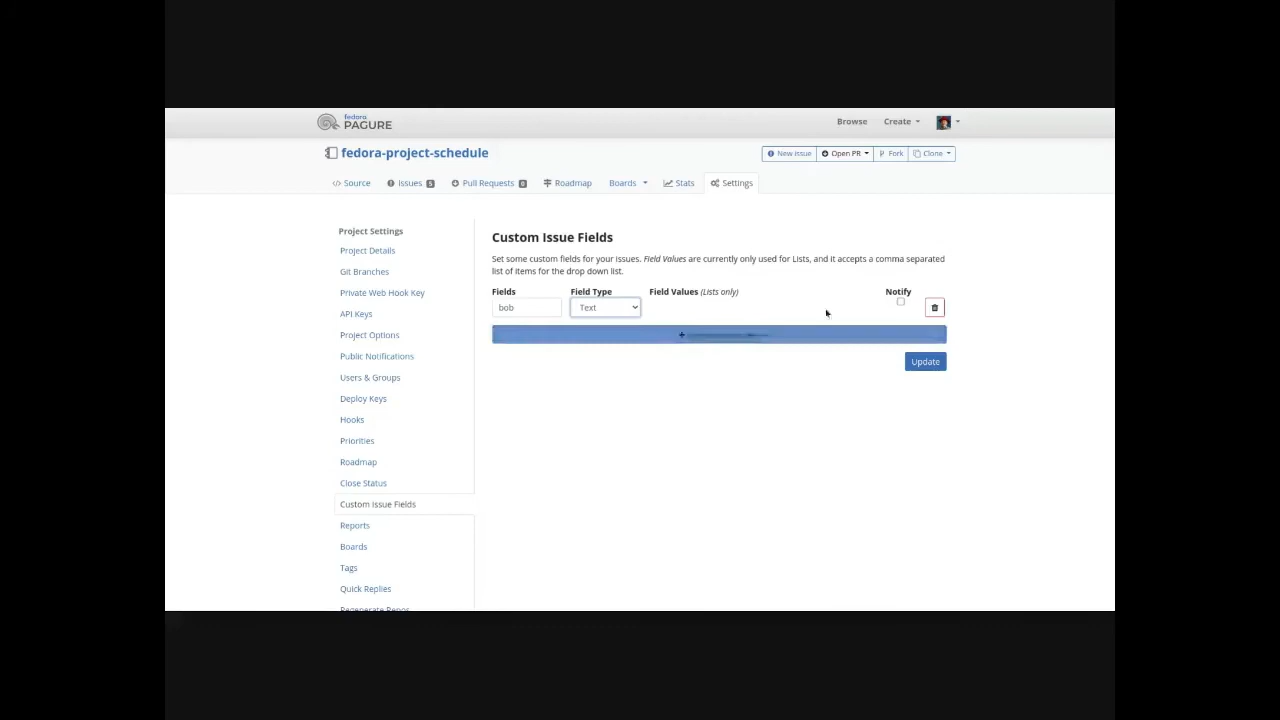 fedora
PAGURE
Browse
Create
fedora-project-schedule
New issue
Open PR
Fork
Clone
Source
Issues 5
Pull Requests 0
Roadmap
Boards
Stats
Settings
Project Settings
Project Details
Git Branches
Private Web Hook Key
API Keys
Project Options
Public Notifications
Users & Groups
Deploy Keys
Hooks
Priorities
Roadmap
Close Status
Custom Issue Fields
Reports
Boards
Tags
Quick Replies
Regenerate Repos
Custom Issue Fields
Set some custom fields for your issues. Field Values are currently only used for Lists, and it accepts a comma separated
list of items for the drop down list.
Fields
Field Type
Field Values (Lists only)
Notify
bob
Text
+
Update